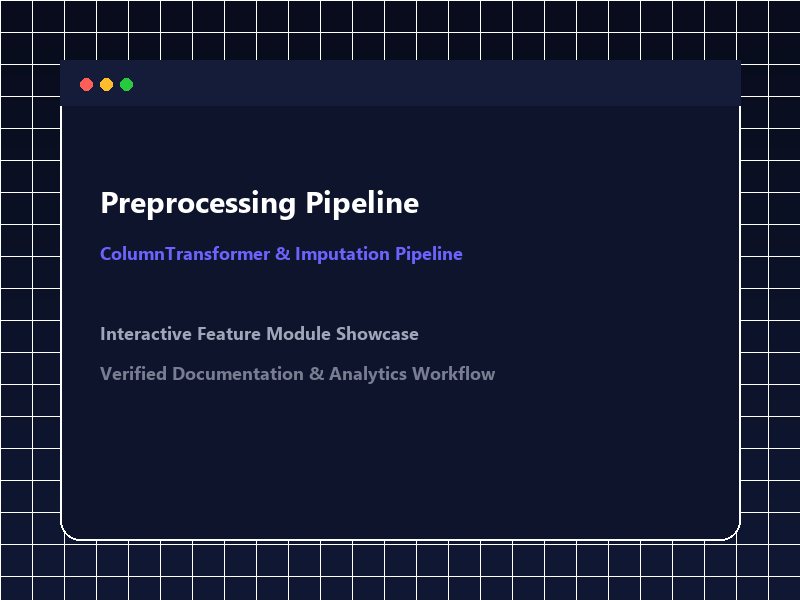 Preprocessing Pipeline
ColumnTransformer & Imputation Pipeline
Interactive Feature Module Showcase
Verified Documentation & Analytics Workflow